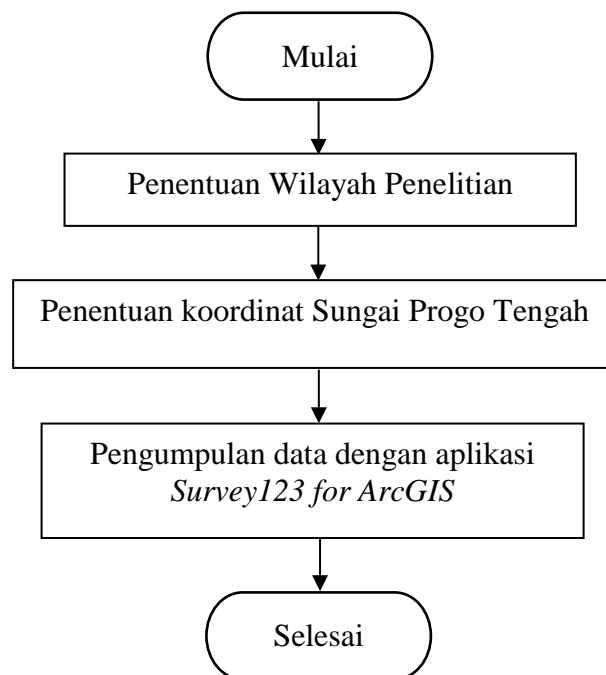 Mulai
Penentuan Wilayah Penelitian
Penentuan koordinat Sungai Progo Tengah
Pengumpulan data dengan aplikasi
Survey123 for ArcGIS
Selesai